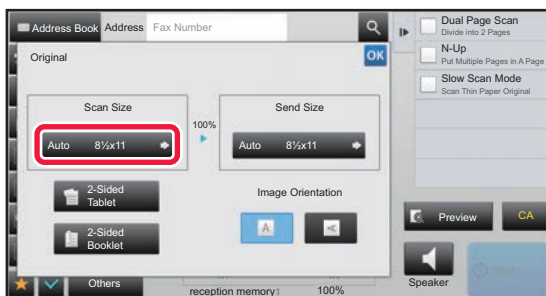 Address Book Address Fax Number
Original
OK
Scan Size
100%
Send Size
Auto 8½x11
Auto 8½x11
2-Sided
Tablet
2-Sided
Booklet
Image Orientation
A
A
Others
reception memory: 100%
Dual Page Scan
Divide into 2 Pages
N-Up
Put Multiple Pages in A Page
Slow Scan Mode
Scan Thin Paper Original
Preview
CA
Speaker
Start